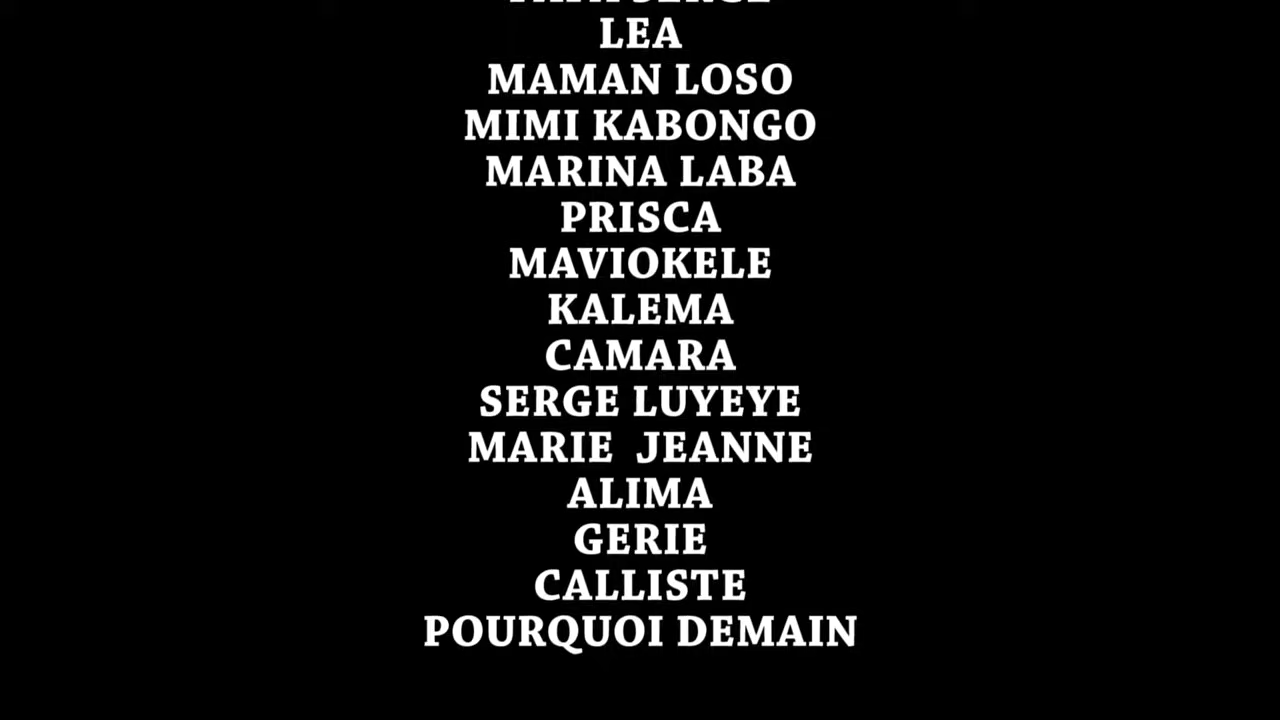 LEA
MAMAN LOSO
MIMI KABONGO
MARINA LABA
PRISCA
MAVIOKELE
KALEMA
CAMARA
SERGE LUYEYE
MARIE  JEANNE
ALIMA
GERIE
CALLISTE
POURQUOI DEMAIN